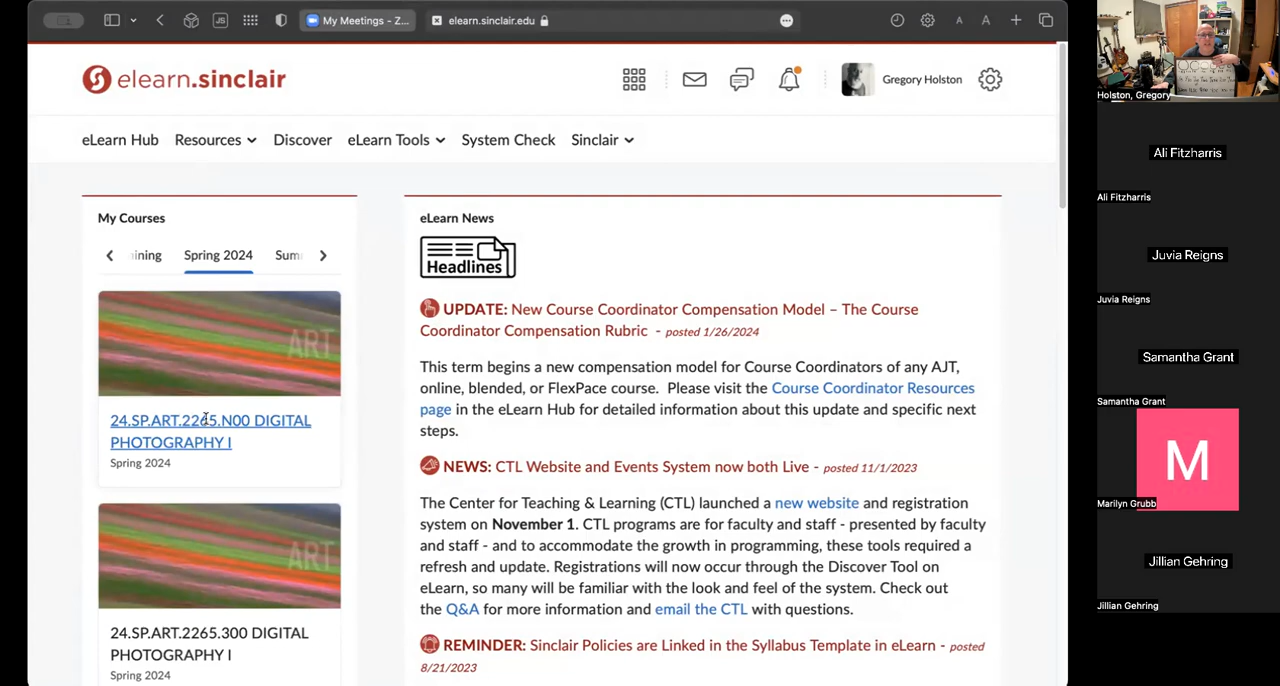 My Meetings - Z...
elearn.sinclair.edu
A
A
elearn.sinclair
Gregory Holston
eLearn Hub
Resources
Discover
eLearn Tools
System Check
Sinclair
My Courses
ining
Spring 2024
Sum
ART
24.SP.ART.2265.N00 DIGITAL
PHOTOGRAPHY I
Spring 2024
ART
24.SP.ART.2265.300 DIGITAL
PHOTOGRAPHY I
Spring 2024
eLearn News
Headlines
UPDATE: New Course Coordinator Compensation Model – The Course
Coordinator Compensation Rubric - posted 1/26/2024
This term begins a new compensation model for Course Coordinators of any AJT,
online, blended, or FlexPace course. Please visit the Course Coordinator Resources
page in the eLearn Hub for detailed information about this update and specific next
steps.
NEWS: CTL Website and Events System now both Live - posted 11/1/2023
The Center for Teaching & Learning (CTL) launched a new website and registration
system on November 1. CTL programs are for faculty and staff - presented by faculty
and staff - and to accommodate the growth in programming, these tools required a
refresh and update. Registrations will now occur through the Discover Tool on
eLearn, so many will be familiar with the look and feel of the system. Check out
the Q&A for more information and email the CTL with questions.
REMINDER: Sinclair Policies are Linked in the Syllabus Template in eLearn - posted
8/21/2023
Holston, Gregory
Ali Fitzharris
Ali Fitzharris
Juvia Reigns
Juvia Reigns
Samantha Grant
Samantha Grant
M
Marilyn Grubb
Jillian Gehring
Jillian Gehring